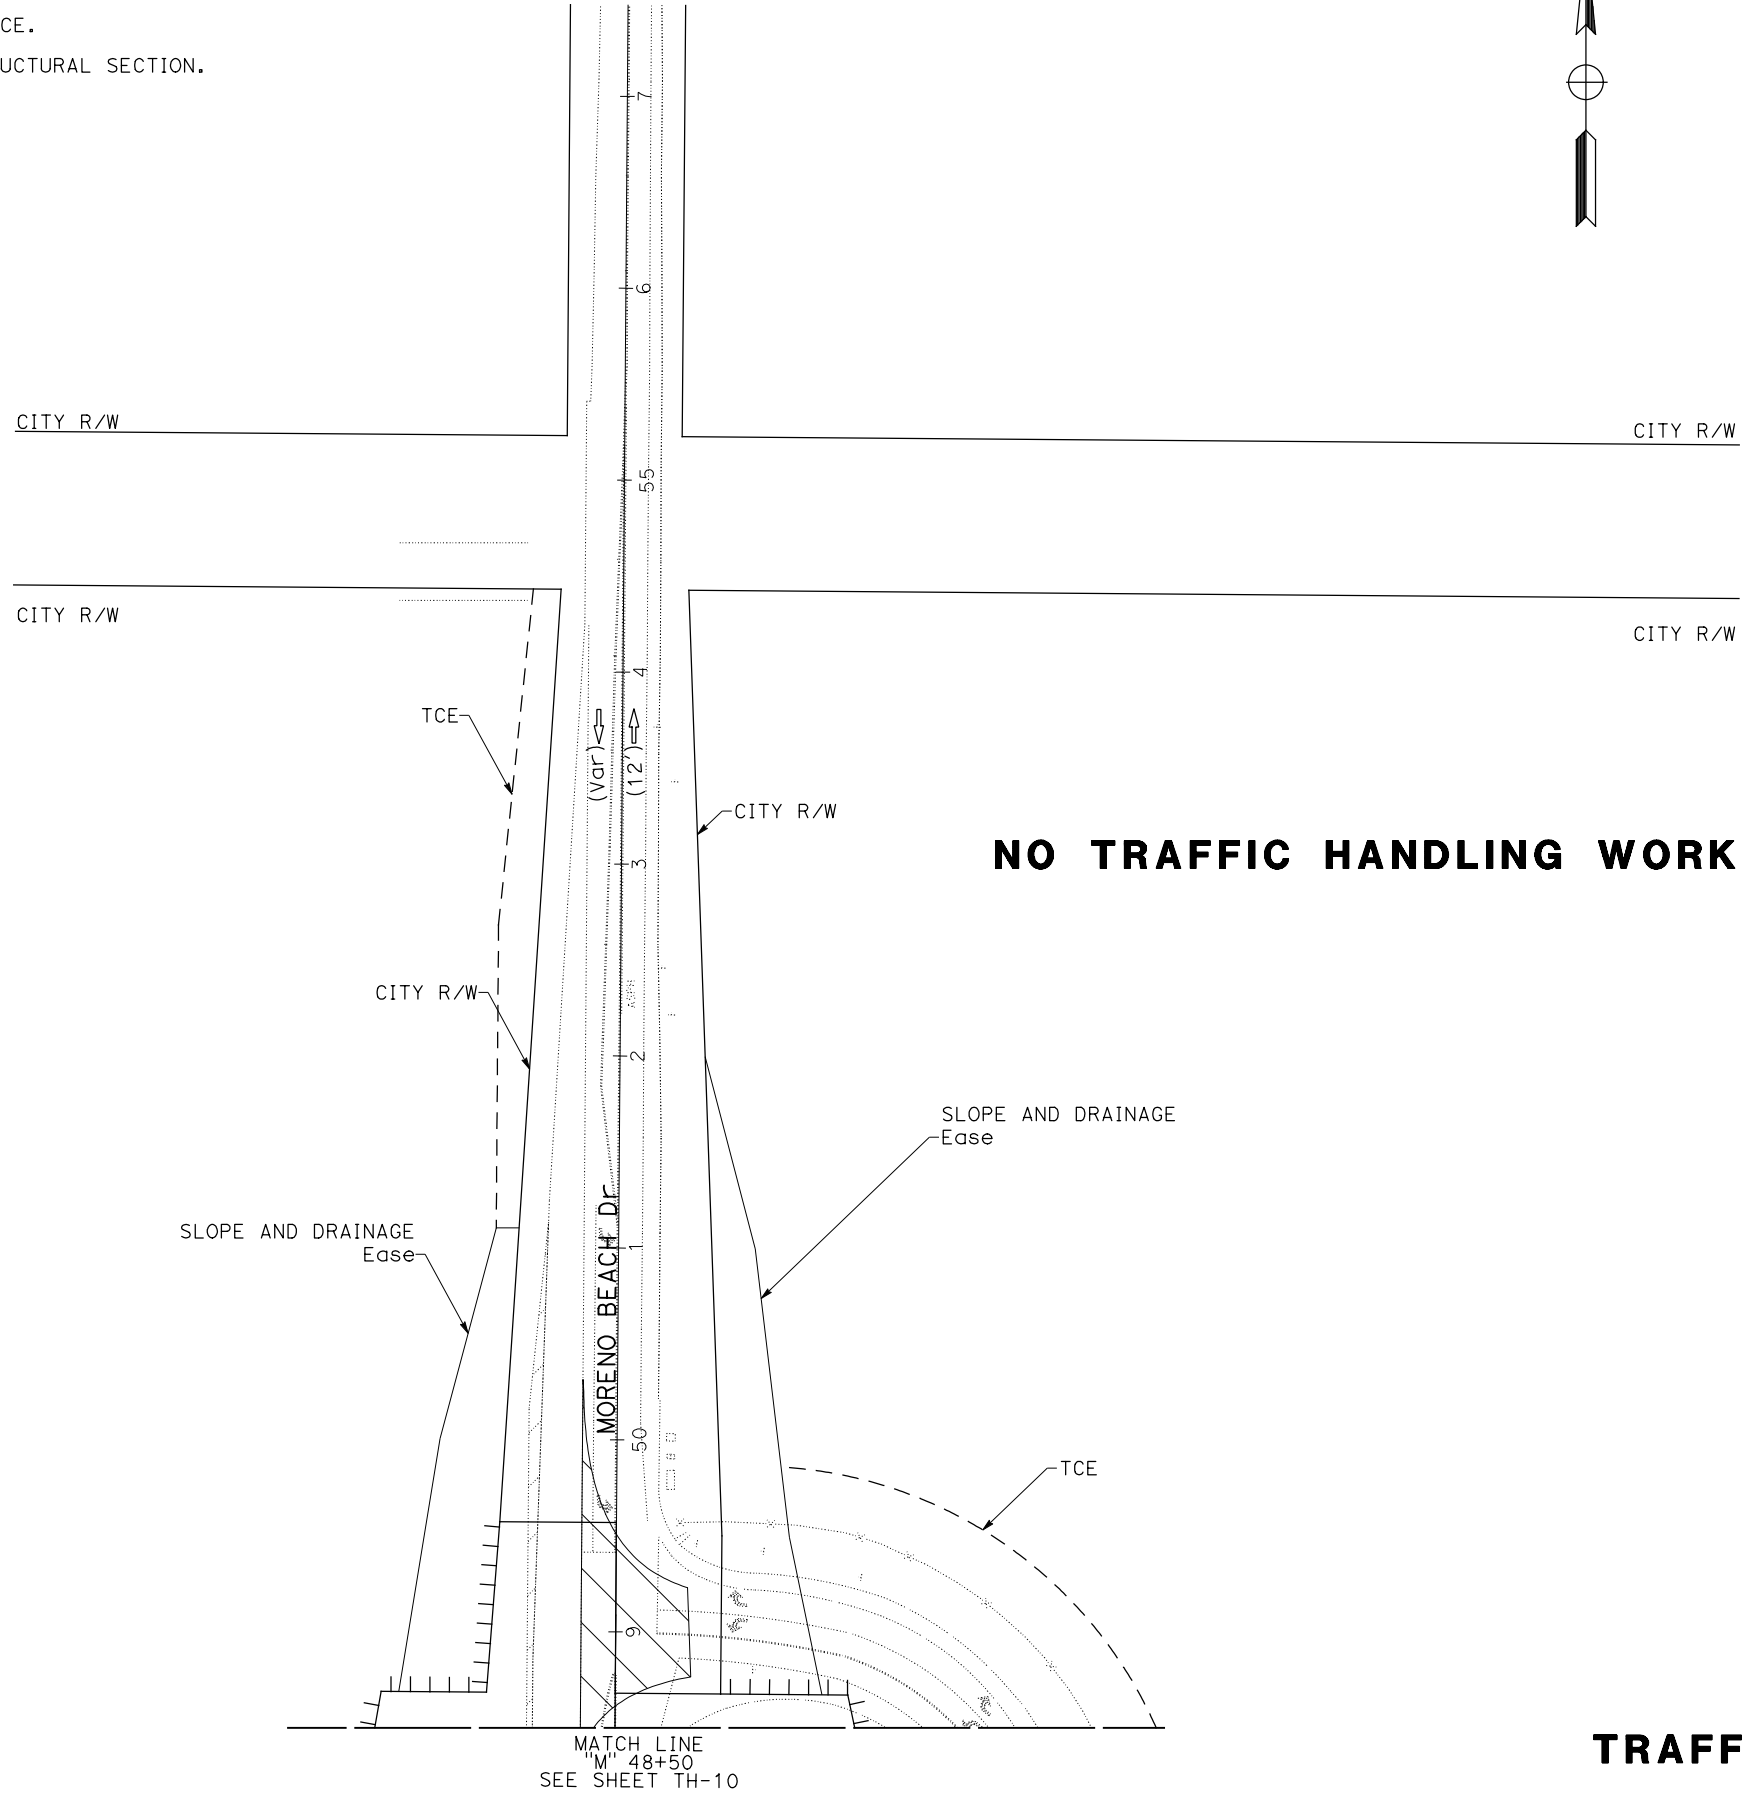 CE.
UCTURAL SECTION.
7
6
CITY R/W
CITY R/W
55
CITY R/W
CITY R/W
4
TCE
(Var)
(12')
CITY R/W
3
NO TRAFFIC HANDLING WORK
CITY R/W
2
SLOPE AND DRAINAGE
Ease
MORENO BEACH Dr
SLOPE AND DRAINAGE
Ease
1
50
TCE
9
MATCH LINE
"M" 48+50
SEE SHEET TH-10
TRAFF